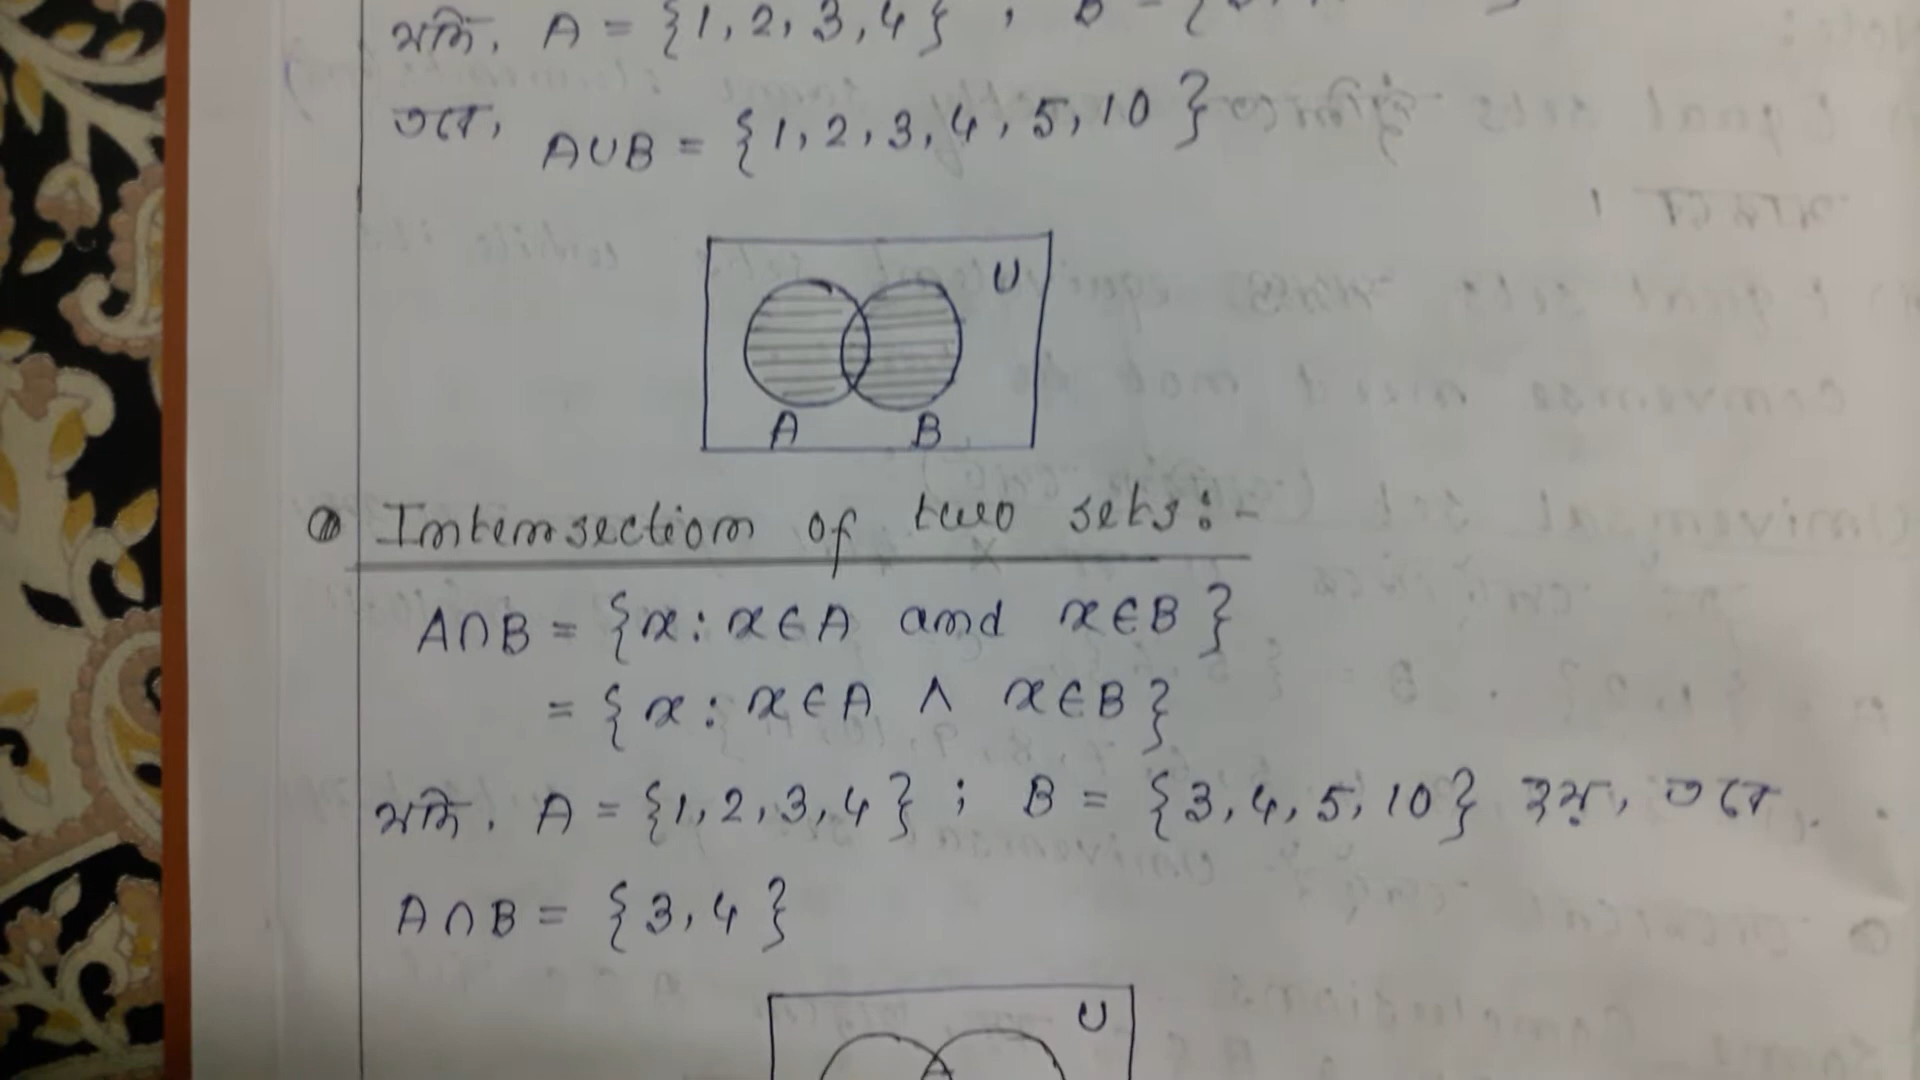 যদি, A = {1, 2, 3, 4} ; B = {
তবে, A∪B = {1, 2, 3, 4, 5, 10}
U
A B
Intersection of two sets:-
A∩B = {x : x∈A and x∈B}
= {x : x∈A ∧ x∈B}
যদি, A = {1, 2, 3, 4} ; B = {3, 4, 5, 10} হয়, তবে
A∩B = {3, 4}
U